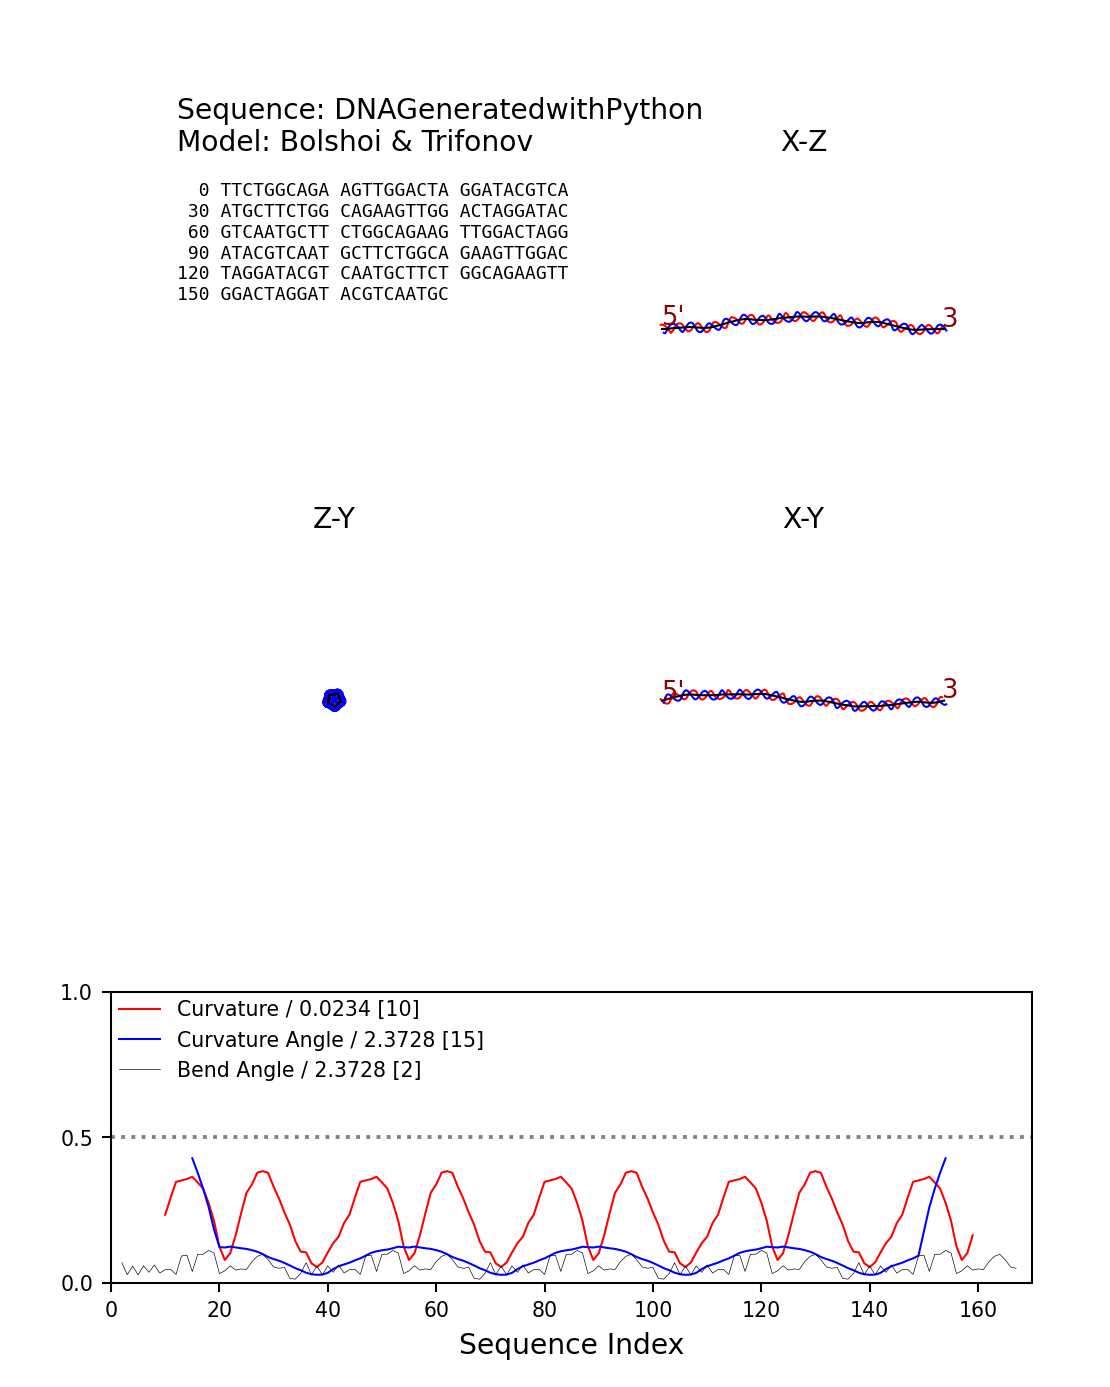 Sequence: DNAGeneratedwithPython
Model: Bolshoi & Trifonov
X-Z
0 TTCTGGCAGA AGTTGGACTA GGATACGTCA
30 ATGCTTCTGG CAGAAGTTGG ACTAGGATAC
60 GTCAATGCTT CTGGCAGAAG TTGGACTAGG
90 ATACGTCAAT GCTTCTGGCA GAAGTTGGAC
120 TAGGATACGT CAATGCTTCT GGCAGAAGTT
150 GGACTAGGAT ACGTCAATGC
5' 3
Z-Y
X-Y
5' 3
1.0
Curvature / 0.0234 [10]
Curvature Angle / 2.3728 [15]
Bend Angle / 2.3728 [2]
0.5
0.0
0 20 40 60 80 100 120 140 160
Sequence Index